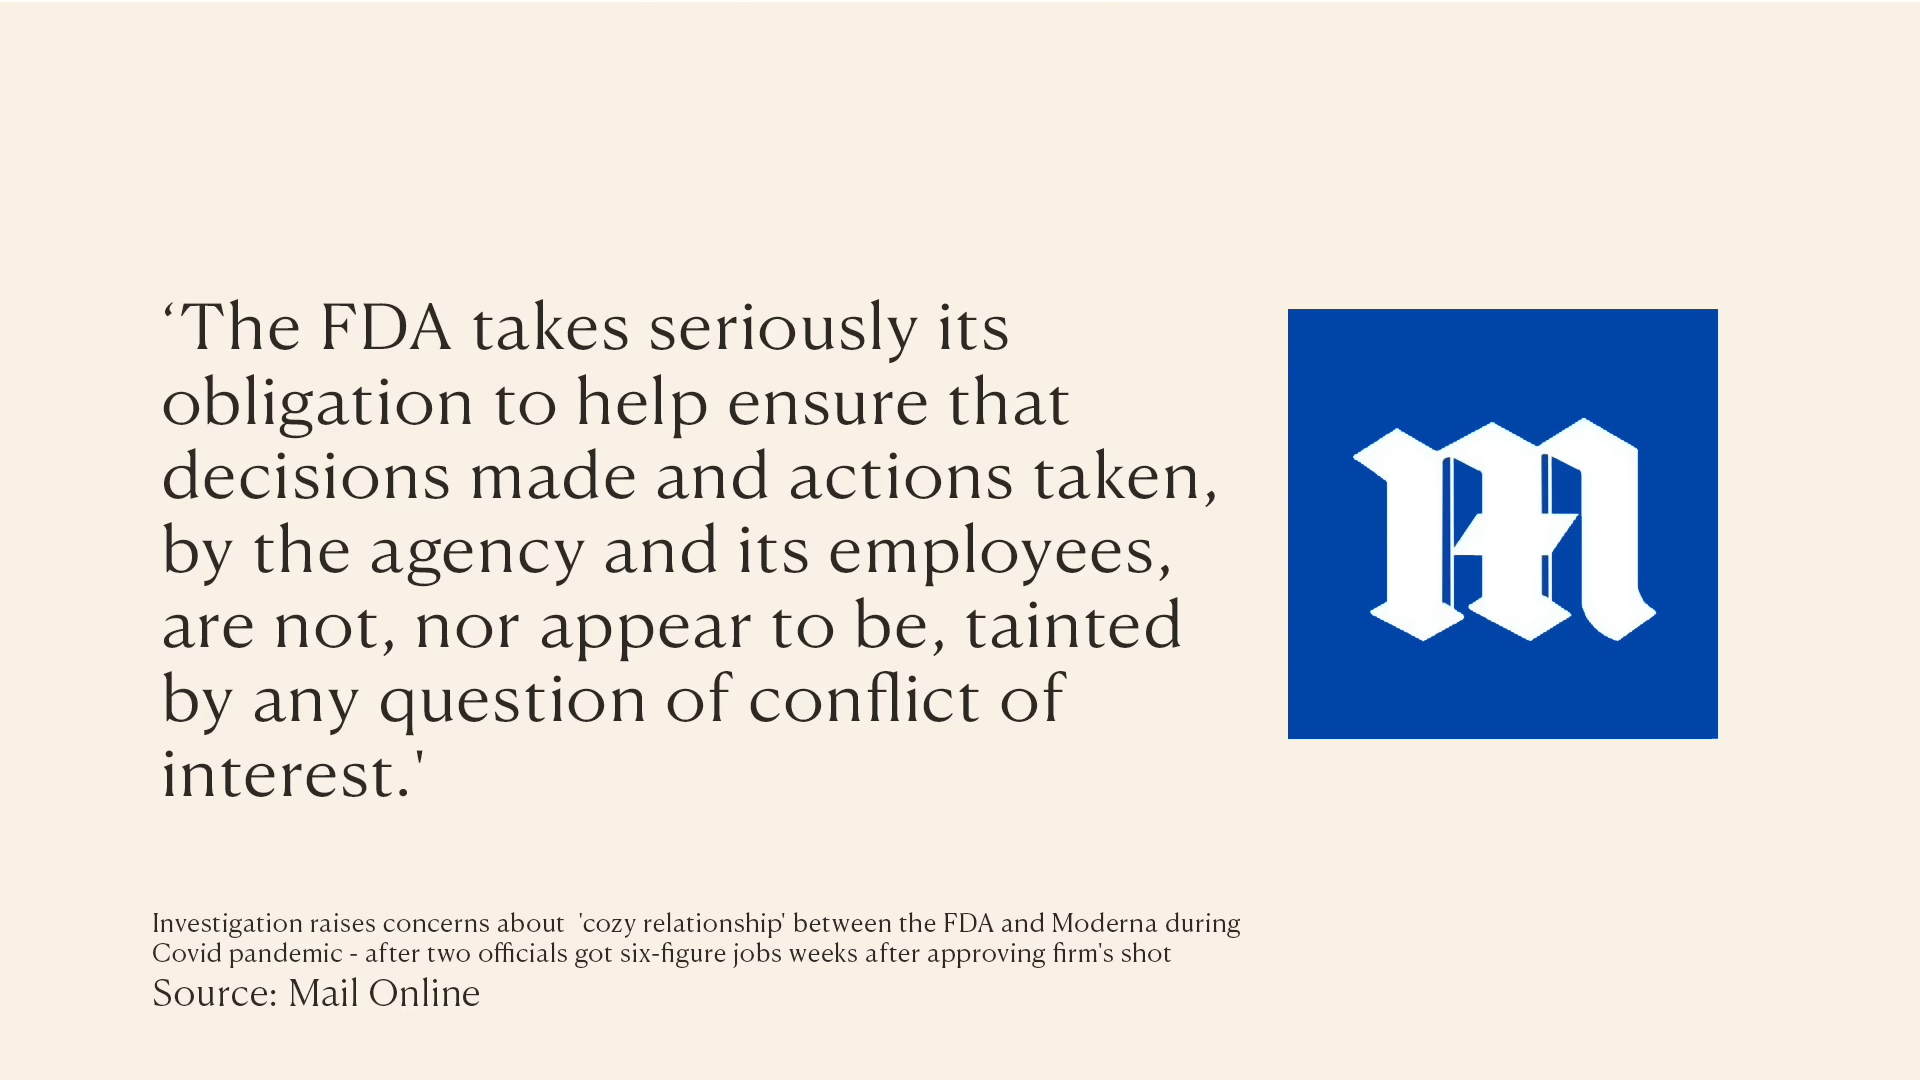 ‘The FDA takes seriously its
obligation to help ensure that
decisions made and actions taken,
by the agency and its employees,
are not, nor appear to be, tainted
by any question of conflict of
interest.'
m
Investigation raises concerns about  'cozy relationship' between the FDA and Moderna during
Covid pandemic - after two officials got six-figure jobs weeks after approving firm's shot
Source: Mail Online